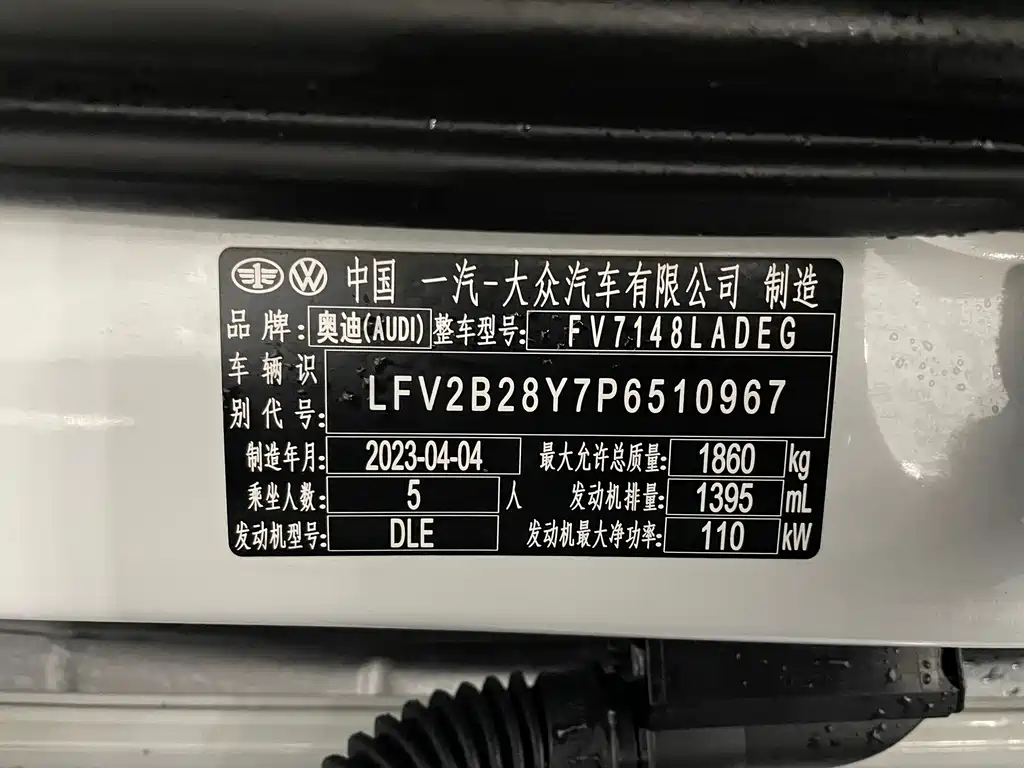 中国 一汽-大众汽车有限公司 制造
品牌: 奥迪(AUDI) 整车型号: FV7148LADEG
车辆识别代号: LFV2B28Y7P6510967
制造年月: 2023-04-04 最大允许总质量: 1860 kg
乘坐人数: 5 人 发动机排量: 1395 mL
发动机型号: DLE 发动机最大净功率: 110 kW